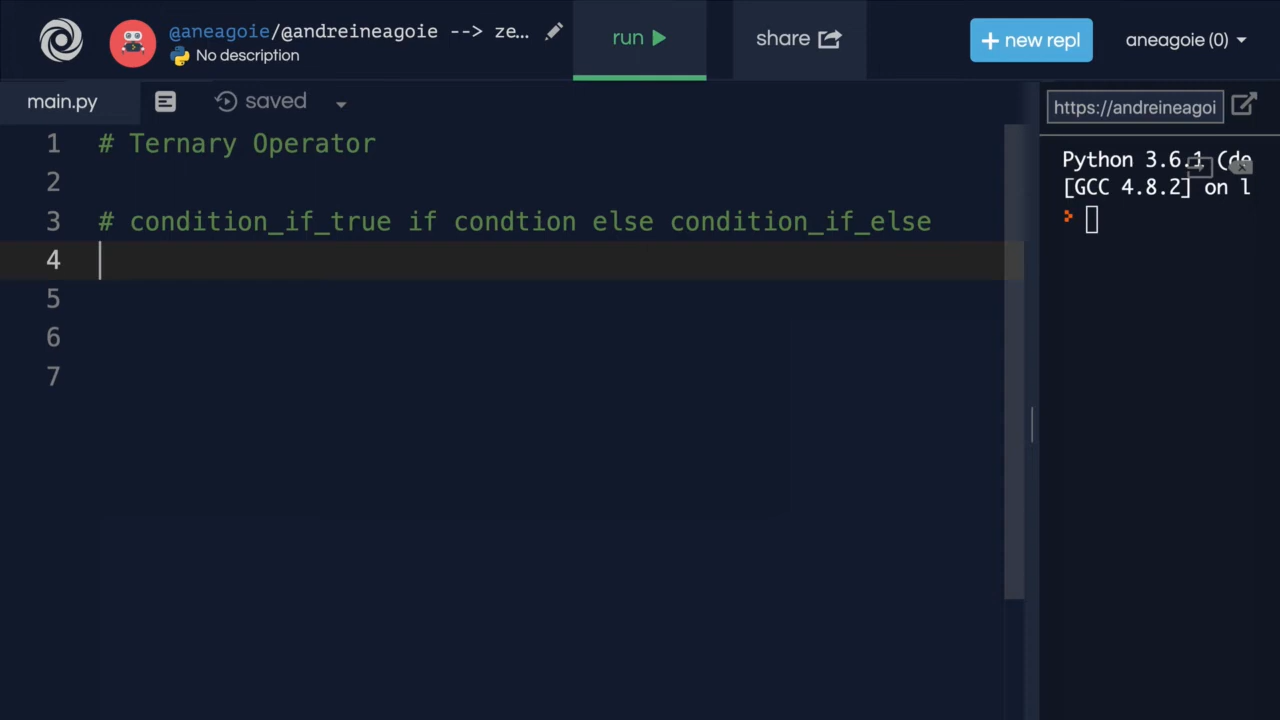 @aneagoie/@andreineagoie --> ze...
No description
run
share
+ new repl
aneagoie (0)
main.py
saved
https://andreineagoi
1 # Ternary Operator
2
3 # condition_if_true if condtion else condition_if_else
4
5
6
7
Python 3.6.1 (de
[GCC 4.8.2] on l